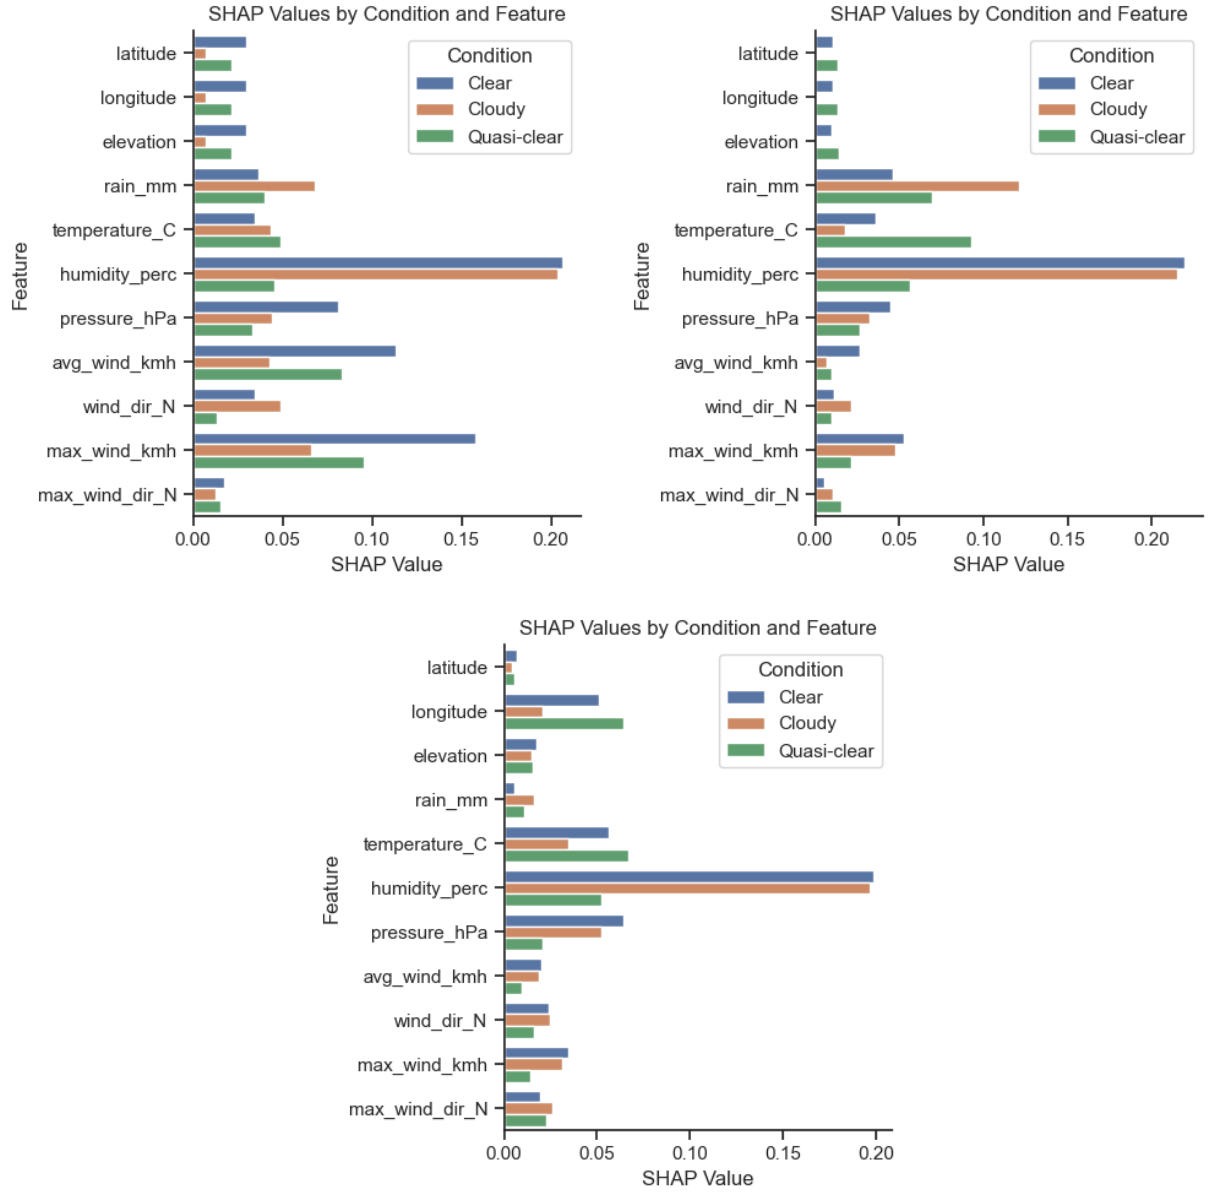 SHAP Values by Condition and Feature
Condition
Clear
Cloudy
Quasi-clear
Feature
latitude
longitude
elevation
rain_mm
temperature_C
humidity_perc
pressure_hPa
avg_wind_kmh
wind_dir_N
max_wind_kmh
max_wind_dir_N
0.00 0.05 0.10 0.15 0.20
SHAP Value
SHAP Values by Condition and Feature
Condition
Clear
Cloudy
Quasi-clear
Feature
latitude
longitude
elevation
rain_mm
temperature_C
humidity_perc
pressure_hPa
avg_wind_kmh
wind_dir_N
max_wind_kmh
max_wind_dir_N
0.00 0.05 0.10 0.15 0.20
SHAP Value
SHAP Values by Condition and Feature
Condition
Clear
Cloudy
Quasi-clear
Feature
latitude
longitude
elevation
rain_mm
temperature_C
humidity_perc
pressure_hPa
avg_wind_kmh
wind_dir_N
max_wind_kmh
max_wind_dir_N
0.00 0.05 0.10 0.15 0.20
SHAP Value